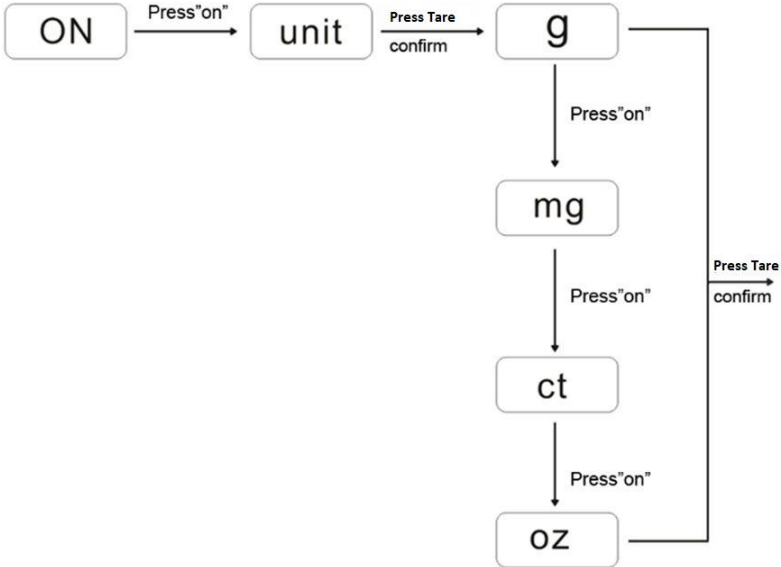 ON
Press"on"
unit
Press Tare
confirm
g
Press"on"
mg
Press"on"
ct
Press"on"
oz
Press Tare
confirm